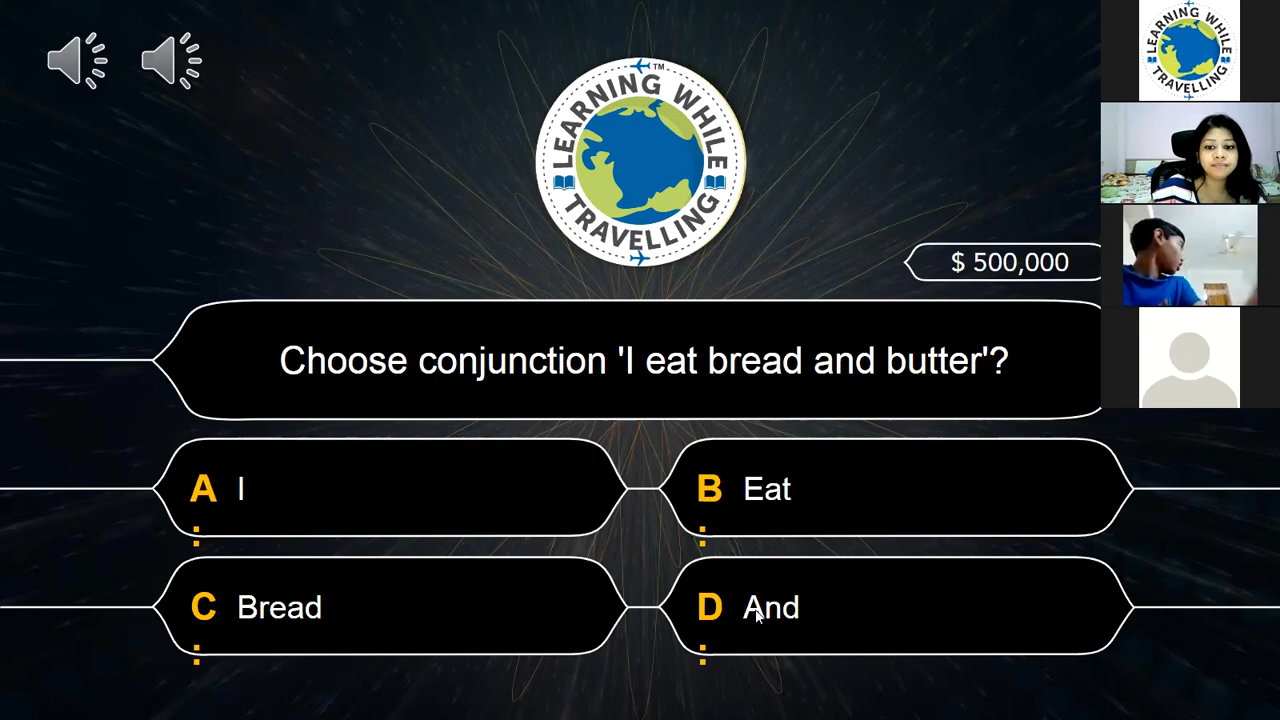 LEARNING WHILE
TRAVELLING
TM
LEARNING WHILE
TRAVELLING
$ 500,000
Choose conjunction 'I eat bread and butter'?
A: I
B: Eat
C: Bread
D: And